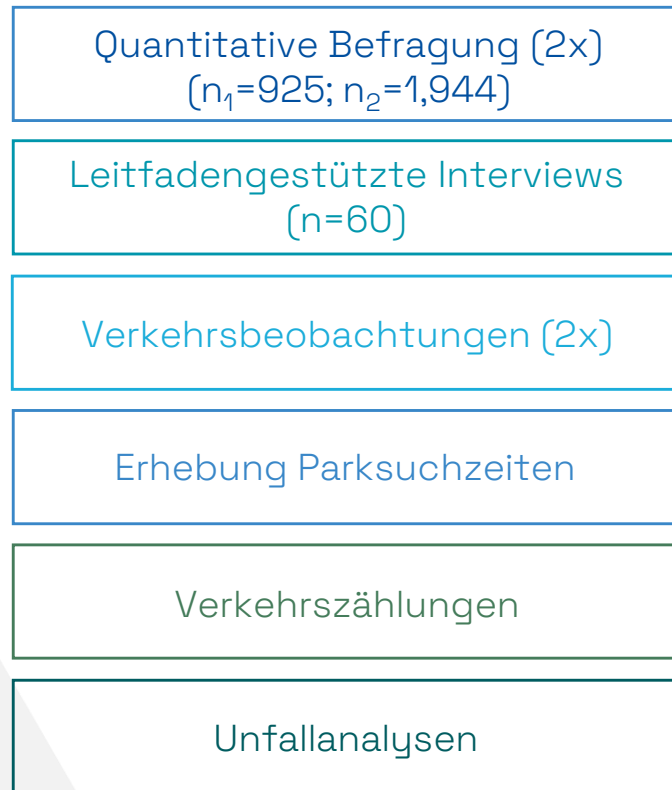 Quantitative Befragung (2x)
(n₁=925; n₂=1,944)
Leitfadengestützte Interviews
(n=60)
Verkehrsbeobachtungen (2x)
Erhebung Parksuchzeiten
Verkehrszählungen
Unfallanalysen